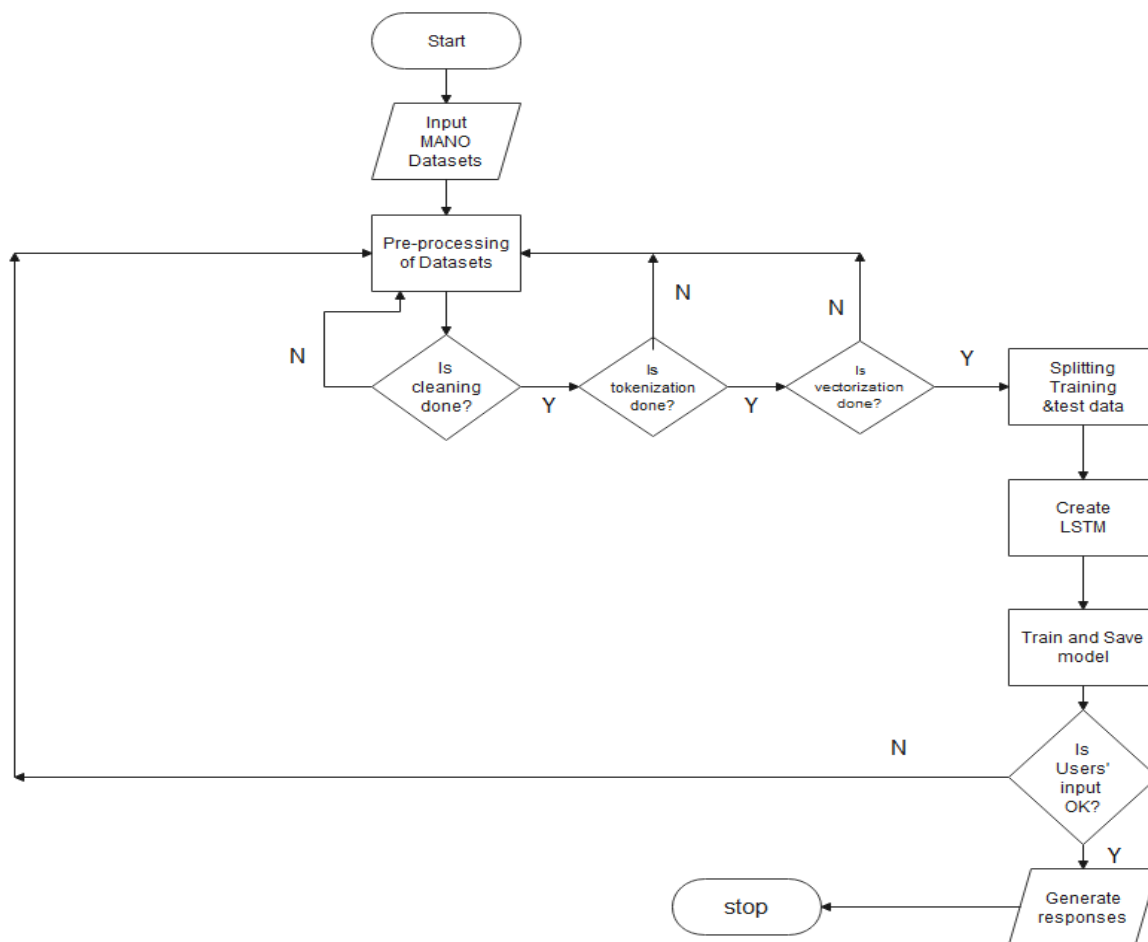 Start
Input
MANO
Datasets
Pre-processing
of Datasets
N
Is
cleaning
done?
Y
N
Is
tokenization
done?
Y
N
Is
vectorization
done?
Y
Splitting
Training
&test data
Create
LSTM
Train and Save
model
N
Is
Users'
input
OK?
Y
Generate
responses
stop